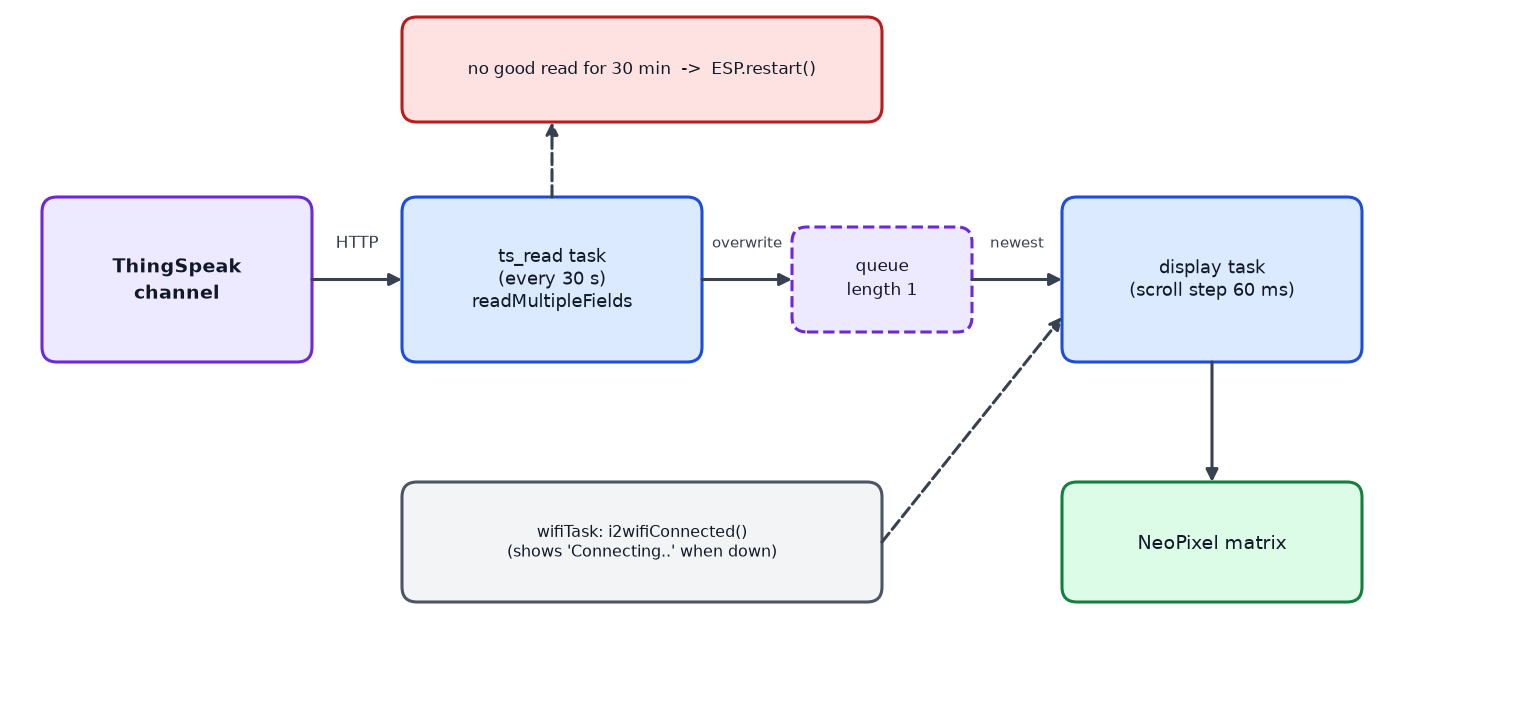 no good read for 30 min  ->  ESP.restart()
ThingSpeak
channel
HTTP
ts_read task
(every 30 s)
readMultipleFields
overwrite
queue
length 1
newest
display task
(scroll step 60 ms)
wifiTask: i2wifiConnected()
(shows 'Connecting..' when down)
NeoPixel matrix